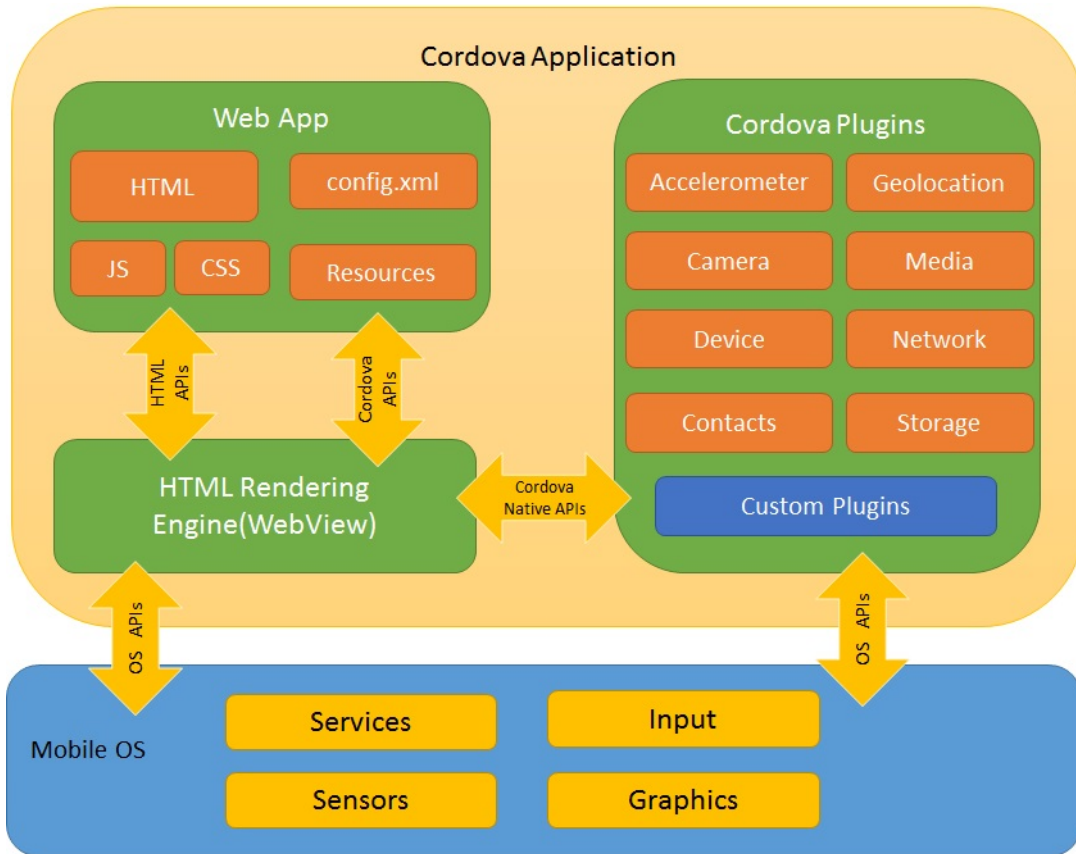 Cordova Application
Web App
HTML
config.xml
JS
CSS
Resources
HTML
APIs
Cordova
APIs
HTML Rendering
Engine(WebView)
Cordova
Native APIs
Cordova Plugins
Accelerometer
Geolocation
Camera
Media
Device
Network
Contacts
Storage
Custom Plugins
OS APIs
OS APIs
Mobile OS
Services
Input
Sensors
Graphics